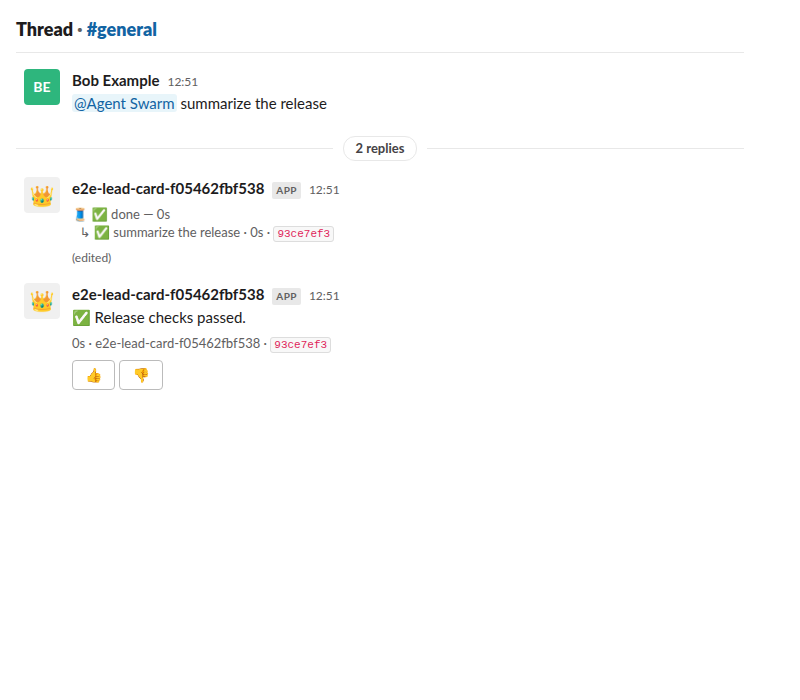 Thread • #general
BE
Bob Example 12:51
@Agent Swarm summarize the release
2 replies
e2e-lead-card-f05462fbf538 APP 12:51
🧵 ✅ done — 0s
↳ ✅ summarize the release · 0s · 93ce7ef3
(edited)
e2e-lead-card-f05462fbf538 APP 12:51
✅ Release checks passed.
0s · e2e-lead-card-f05462fbf538 · 93ce7ef3
👍 👎